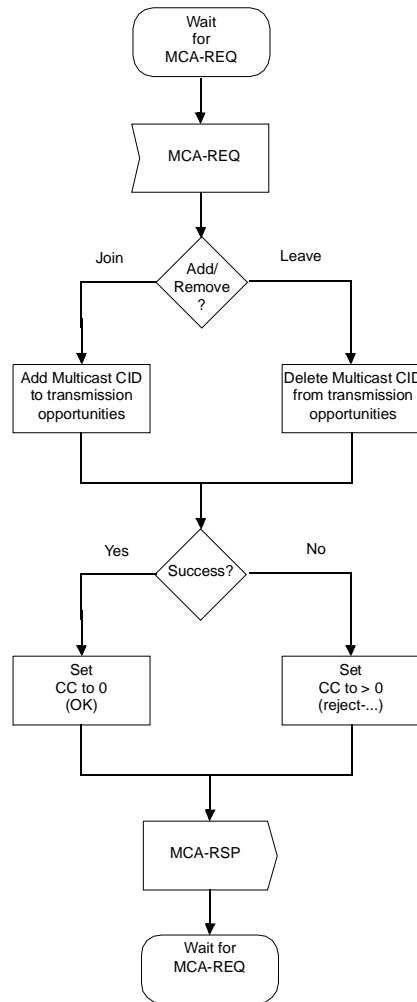 Wait
for
MCA-REQ
MCA-REQ
Add/
Remove
?
Join
Leave
Add Multicast CID
to transmission
opportunities
Delete Multicast CID
from transmission
opportunities
Success?
Yes
No
Set
CC to 0
(OK)
Set
CC to > 0
(reject-...)
MCA-RSP
Wait for
MCA-REQ